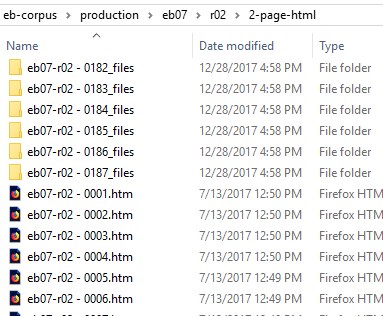 eb-corpus › production › eb07 › r02 › 2-page-html
Name Date modified Type
eb07-r02 - 0182_files 12/28/2017 4:58 PM File folder
eb07-r02 - 0183_files 12/28/2017 4:58 PM File folder
eb07-r02 - 0184_files 12/28/2017 4:58 PM File folder
eb07-r02 - 0185_files 12/28/2017 4:58 PM File folder
eb07-r02 - 0186_files 12/28/2017 4:58 PM File folder
eb07-r02 - 0187_files 12/28/2017 4:58 PM File folder
eb07-r02 - 0001.htm 7/13/2017 12:50 PM Firefox HTM
eb07-r02 - 0002.htm 7/13/2017 12:50 PM Firefox HTM
eb07-r02 - 0003.htm 7/13/2017 12:50 PM Firefox HTM
eb07-r02 - 0004.htm 7/13/2017 12:50 PM Firefox HTM
eb07-r02 - 0005.htm 7/13/2017 12:49 PM Firefox HTM
eb07-r02 - 0006.htm 7/13/2017 12:49 PM Firefox HTM